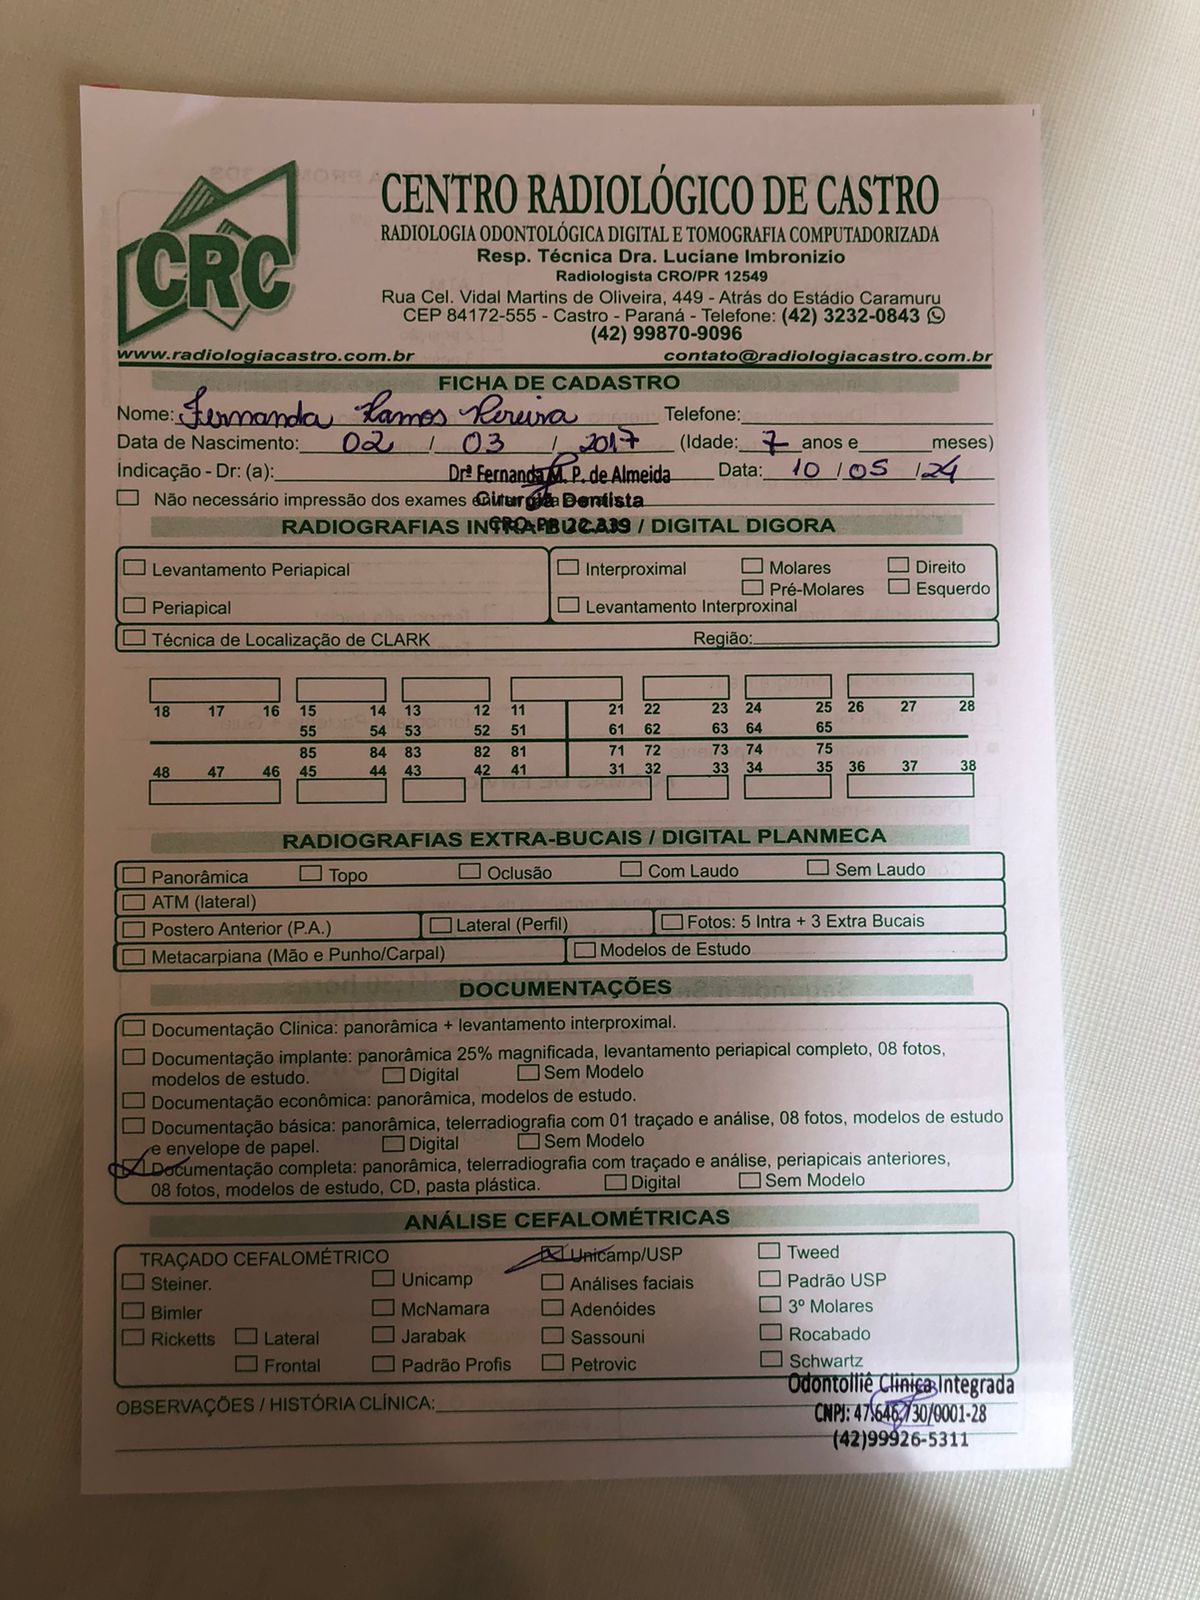 CRC
CENTRO RADIOLÓGICO DE CASTRO
RADIOLOGIA ODONTOLÓGICA DIGITAL E TOMOGRAFIA COMPUTADORIZADA
Resp. Técnica Dra. Luciane Imbronizio
Radiologista CRO/PR 12549
Rua Cel. Vidal Martins de Oliveira, 449 - Atrás do Estádio Caramuru
CEP 84172-555 - Castro - Paraná - Telefone: (42) 3232-0843
(42) 99870-9096
www.radiologiacastro.com.br contato@radiologiacastro.com.br
FICHA DE CADASTRO
Nome: Fernanda Ramos Pereira Telefone:
Data de Nascimento: 02 / 03 / 2017 (Idade: 7 anos e meses)
Indicação - Dr: (a): Drª Fernanda M. P. de Almeida Data: 10 / 05 / 24
Não necessário impressão dos exames Cirurgiã Dentista
CRO-PR 22.339
RADIOGRAFIAS INTRA-BUCAIS / DIGITAL DIGORA
Levantamento Periapical Interproximal Molares Direito
Pré-Molares Esquerdo
Periapical Levantamento Interproxinal
Técnica de Localização de CLARK Região:
18 17 16 15 14 13 12 11 21 22 23 24 25 26 27 28
55 54 53 52 51 61 62 63 64 65
85 84 83 82 81 71 72 73 74 75
48 47 46 45 44 43 42 41 31 32 33 34 35 36 37 38
RADIOGRAFIAS EXTRA-BUCAIS / DIGITAL PLANMECA
Panorâmica Topo Oclusão Com Laudo Sem Laudo
ATM (lateral)
Postero Anterior (P.A.) Lateral (Perfil) Fotos: 5 Intra + 3 Extra Bucais
Metacarpiana (Mão e Punho/Carpal) Modelos de Estudo
DOCUMENTAÇÕES
Documentação Clinica: panorâmica + levantamento interproximal.
Documentação implante: panorâmica 25% magnificada, levantamento periapical completo, 08 fotos,
modelos de estudo. Digital Sem Modelo
Documentação econômica: panorâmica, modelos de estudo.
Documentação básica: panorâmica, telerradiografia com 01 traçado e análise, 08 fotos, modelos de estudo
e envelope de papel. Digital Sem Modelo
Documentação completa: panorâmica, telerradiografia com traçado e análise, periapicais anteriores,
08 fotos, modelos de estudo, CD, pasta plástica. Digital Sem Modelo
ANÁLISE CEFALOMÉTRICAS
TRAÇADO CEFALOMÉTRICO Unicamp/USP Tweed
Steiner. Unicamp Análises faciais Padrão USP
Bimler McNamara Adenóides 3º Molares
Ricketts Lateral Jarabak Sassouni Rocabado
Frontal Padrão Profis Petrovic Schwartz
Odontolliê Clinica Integrada
OBSERVAÇÕES / HISTÓRIA CLÍNICA: CNPJ: 47.646.730/0001-28
(42)99926-5311